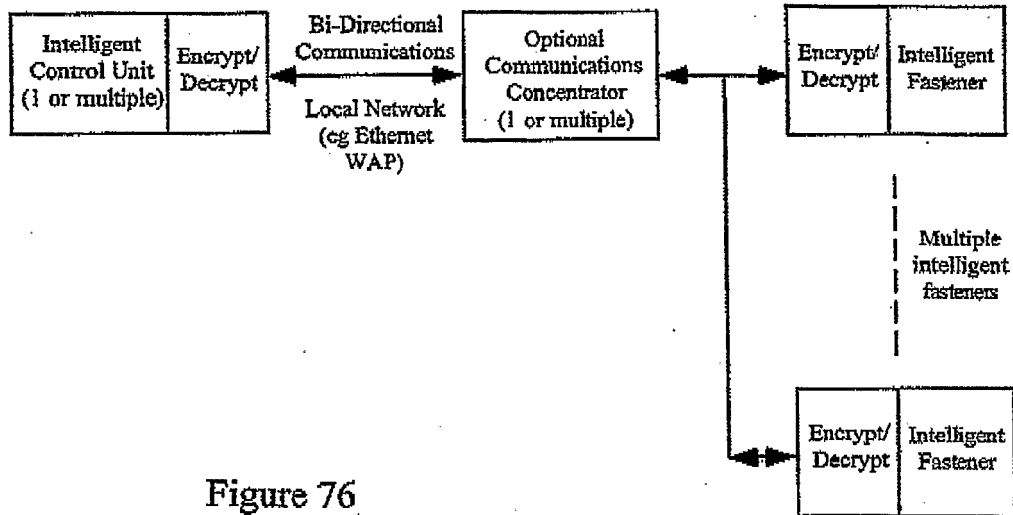 Intelligent
Control Unit
(1 or multiple)
Encrypt/
Decrypt
Bi-Directional
Communications
Local Network
(eg Ethernet
WAP)
Optional
Communications
Concentrator
(1 or multiple)
Encrypt/
Decrypt
Intelligent
Fastener
Multiple
intelligent
fasteners
Encrypt/
Decrypt
Intelligent
Fastener
Figure 76